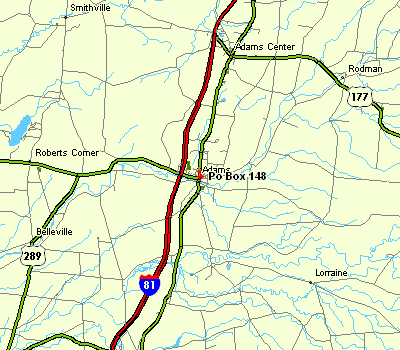 Smithville
Adams Center
Rodman
177
Roberts Corner
Adams
Po Box 148
Belleville
289
Lorraine
81